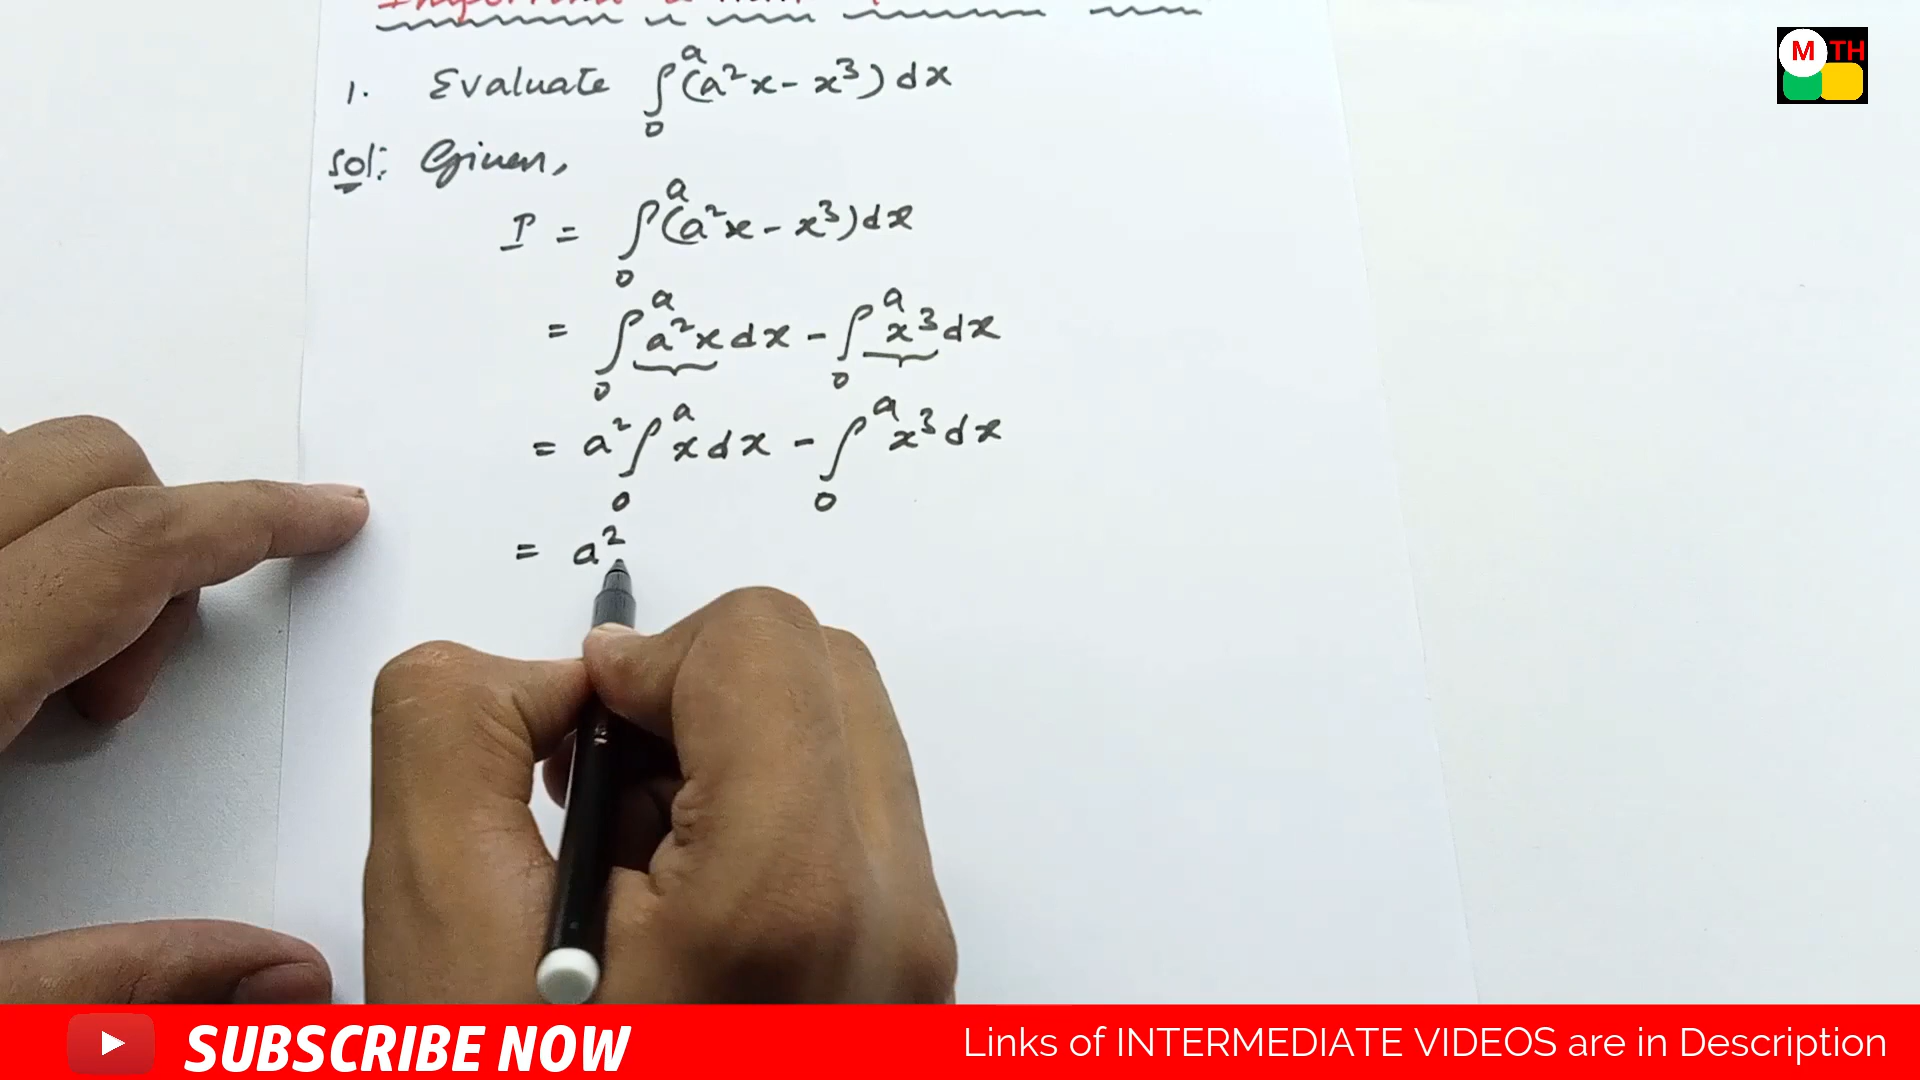 M TH
1. Evaluate ∫₀ᵃ (a²x - x³) dx
Sol: Given,
I = ∫₀ᵃ (a²x - x³) dx
= ∫₀ᵃ a²x dx - ∫₀ᵃ x³ dx
= a² ∫₀ᵃ x dx - ∫₀ᵃ x³ dx
= a²
SUBSCRIBE NOW
Links of INTERMEDIATE VIDEOS are in Description